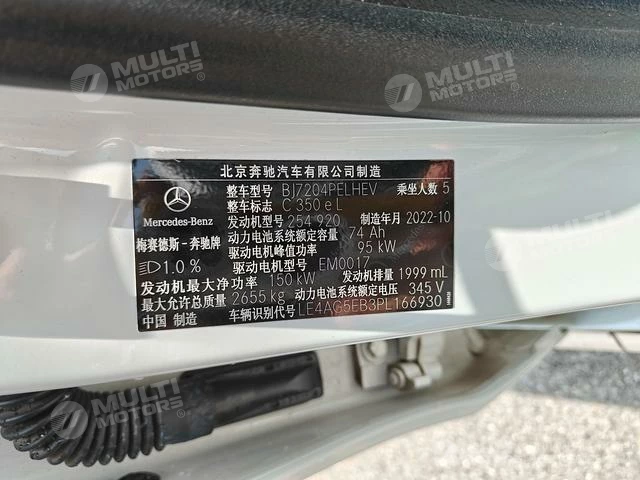 MULTI MOTORS
MULTI MOTORS
北京奔驰汽车有限公司制造
整车型号 BJ7204PELHEV 乘坐人数 5
整车标志 C 350 e L
发动机型号 254 920 制造年月 2022-10
动力电池系统额定容量 74 Ah
驱动电机峰值功率 95 kW
Mercedes-Benz
梅赛德斯-奔驰牌
驱动电机型号 EM0017
1.0 %
发动机最大净功率 150 kW 发动机排量 1999 mL
最大允许总质量 2655 kg 动力电池系统额定电压 345 V
中国 制造 车辆识别代号 LE4AG5EB3PL166930
MULTI MOTORS
MULTI MOTORS